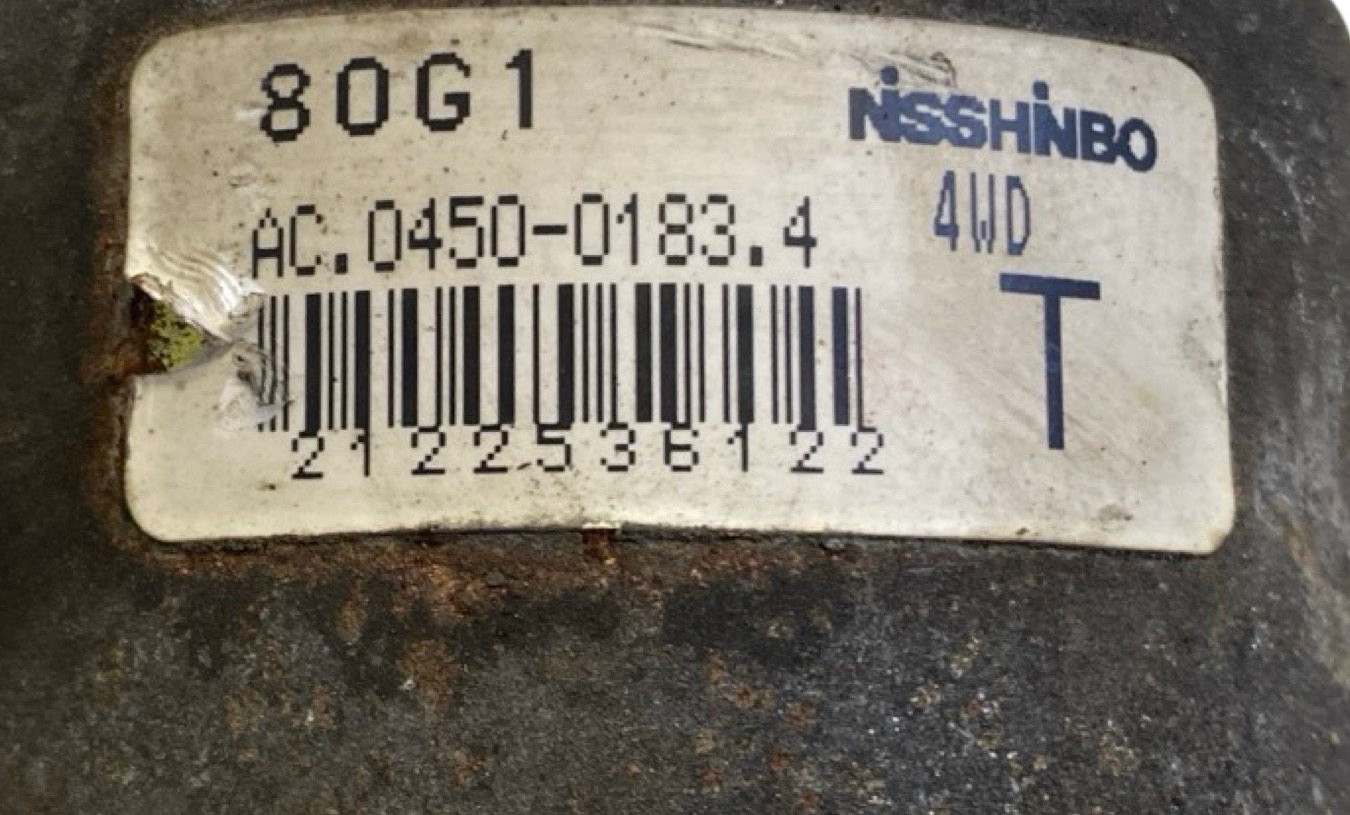 80G1
NISSHINBO
AC.0450-0183.4
4WD
T
2122536122